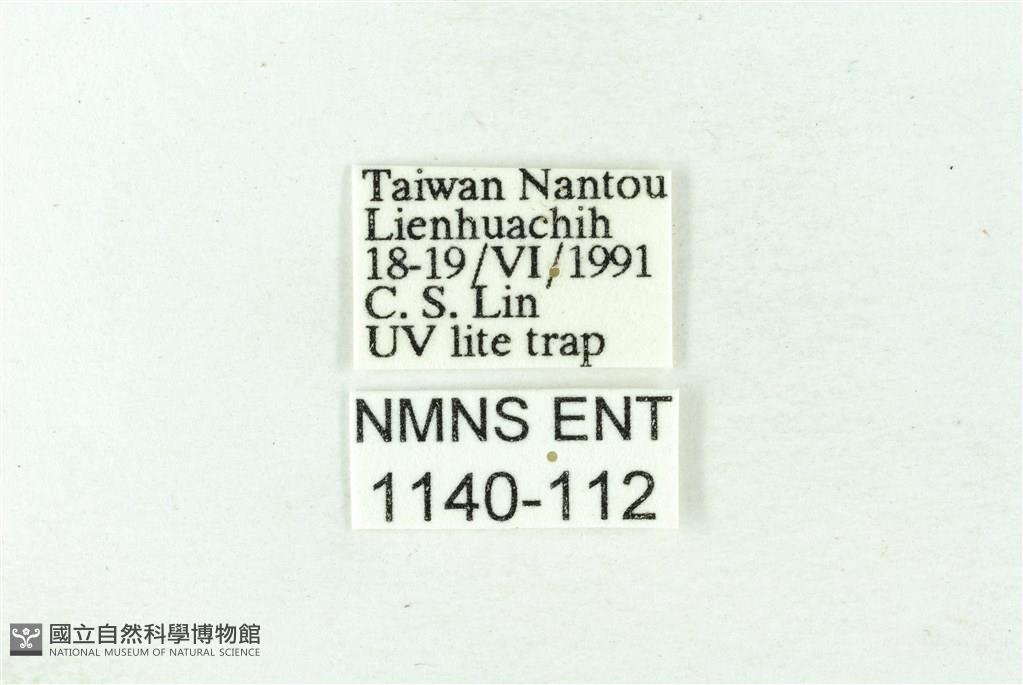 Taiwan Nantou
Lienhuachih
18-19/VI/1991
C. S. Lin
UV lite trap
NMNS ENT
1140-112
國立自然科學博物館
NATIONAL MUSEUM OF NATURAL SCIENCE